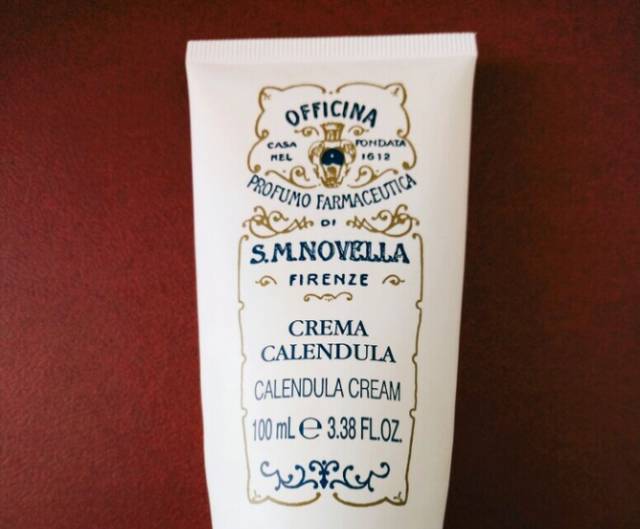 OFFICINA
CASA FONDATA
NEL 1612
PROFUMO FARMACEUTICA
DI
S.M.NOVELLA
FIRENZE
CREMA
CALENDULA
CALENDULA CREAM
100 mL ℮ 3.38 FL.OZ.